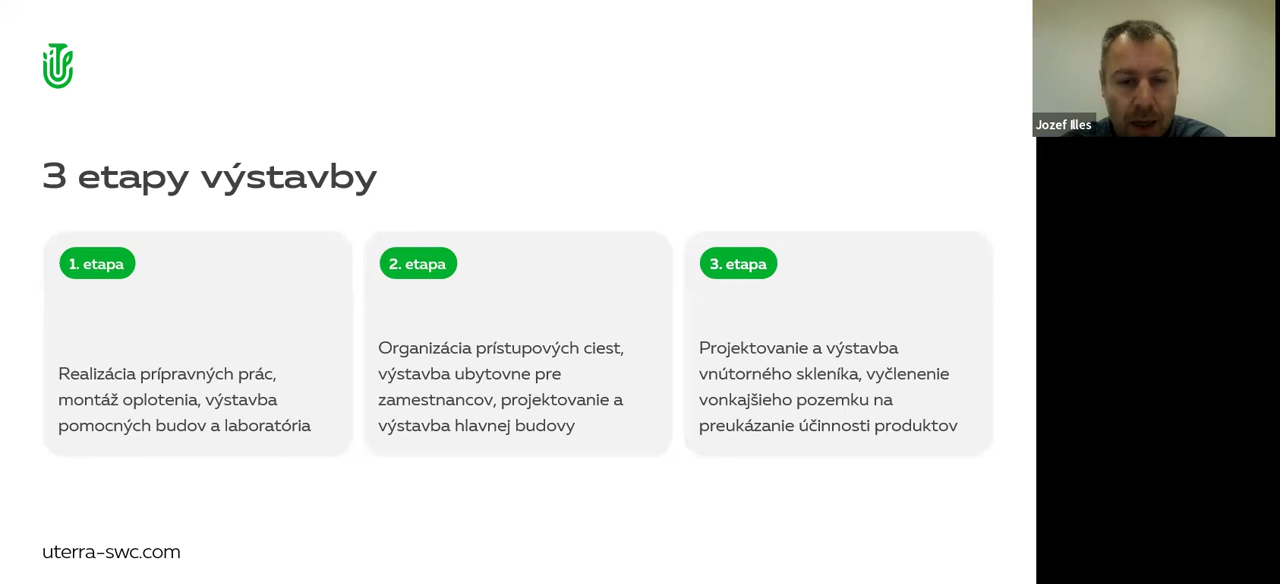 Jozef Illes
3 etapy výstavby
1. etapa
Realizácia prípravných prác,
montáž oplotenia, výstavba
pomocných budov a laboratória
2. etapa
Organizácia prístupových ciest,
výstavba ubytovne pre
zamestnancov, projektovanie a
výstavba hlavnej budovy
3. etapa
Projektovanie a výstavba
vnútorného skleníka, vyčlenenie
vonkajšieho pozemku na
preukázanie účinnosti produktov
uterra-swc.com